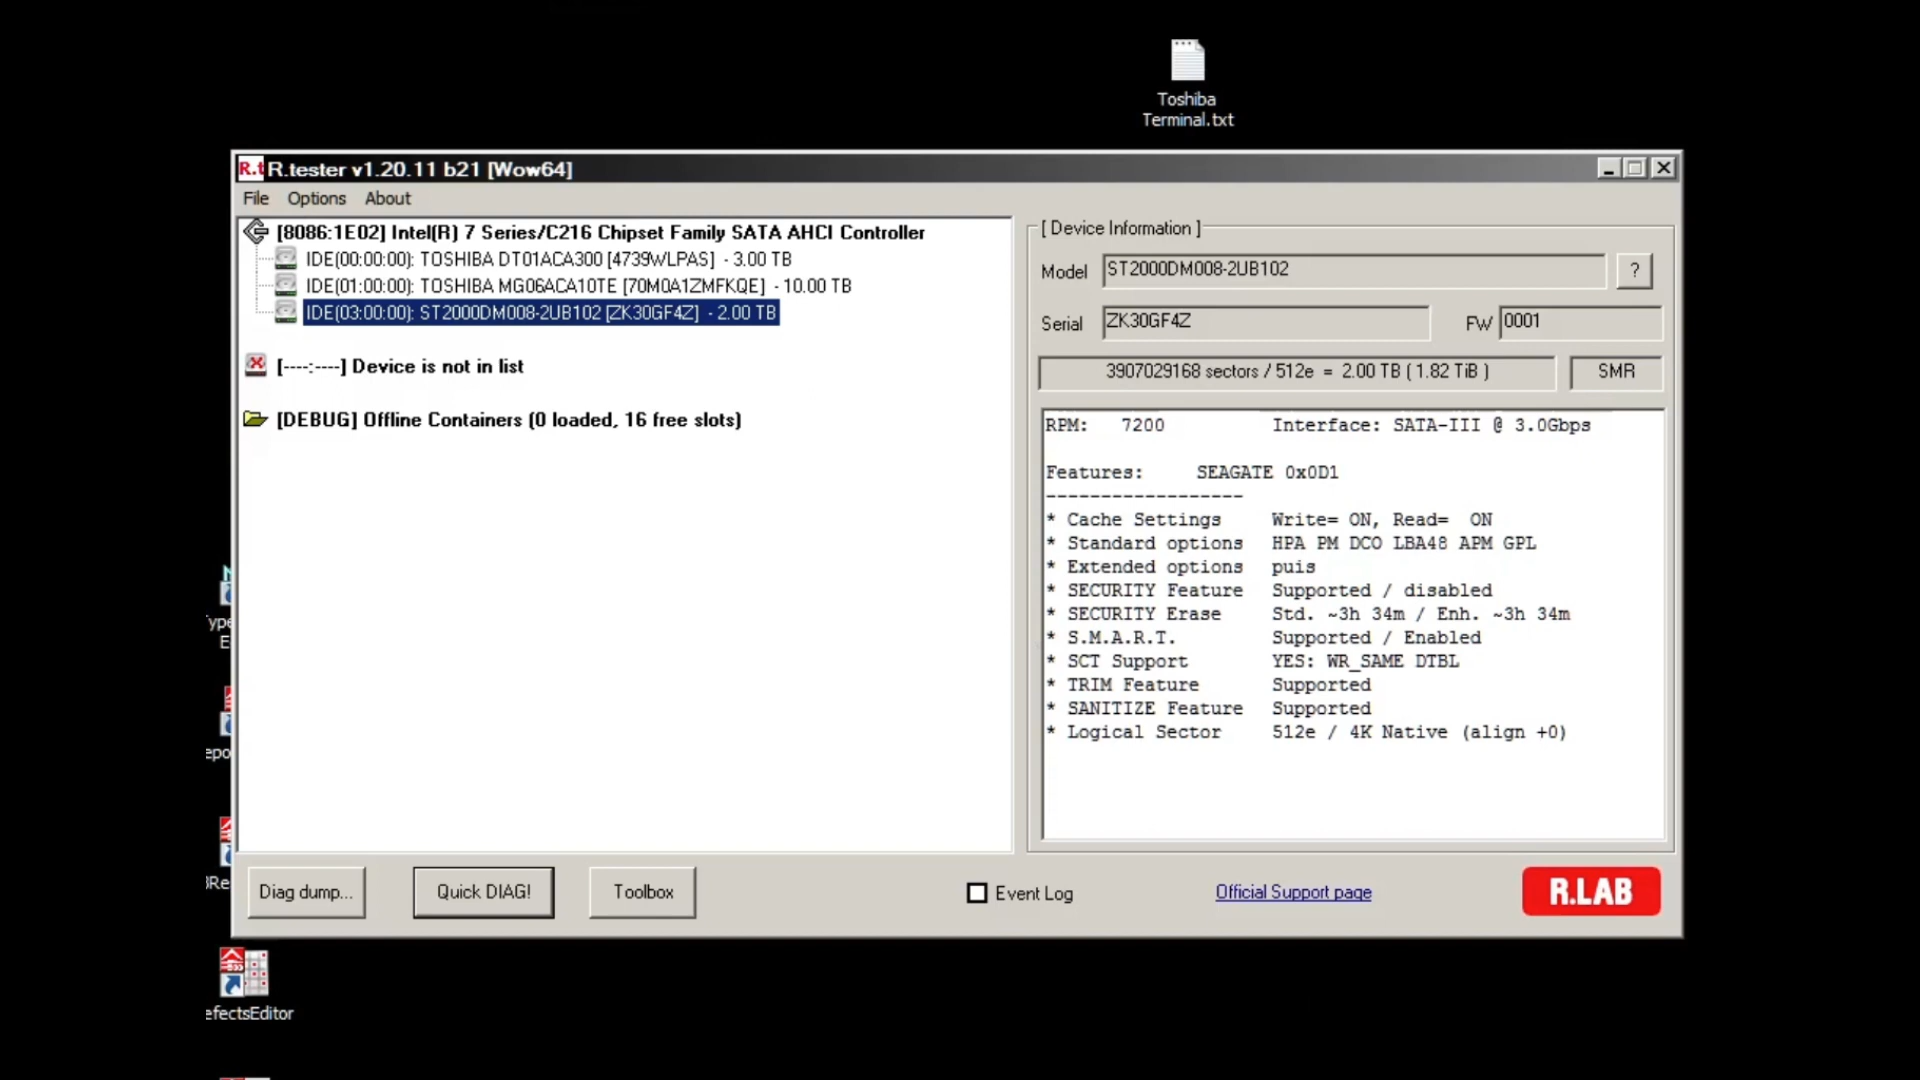 Toshiba
Terminal.txt
R.t R.tester v1.20.11 b21 [Wow64]
File Options About
[8086:1E02] Intel(R) 7 Series/C216 Chipset Family SATA AHCI Controller
IDE(00:00:00): TOSHIBA DT01ACA300 [4739WLPAS] - 3.00 TB
IDE(01:00:00): TOSHIBA MG06ACA10TE [70M0A1ZMFKQE] - 10.00 TB
IDE(03:00:00): ST2000DM008-2UB102 [ZK30GF4Z] - 2.00 TB
[----:----] Device is not in list
[DEBUG] Offline Containers (0 loaded, 16 free slots)
[ Device Information ]
Model ST2000DM008-2UB102 ?
Serial ZK30GF4Z FW 0001
3907029168 sectors / 512e = 2.00 TB ( 1.82 TiB ) SMR
RPM: 7200 Interface: SATA-III @ 3.0Gbps
Features: SEAGATE 0x0D1
------------------
* Cache Settings Write= ON, Read= ON
* Standard options HPA PM DCO LBA48 APM GPL
* Extended options puis
* SECURITY Feature Supported / disabled
* SECURITY Erase Std. ~3h 34m / Enh. ~3h 34m
* S.M.A.R.T. Supported / Enabled
* SCT Support YES: WR_SAME DTBL
* TRIM Feature Supported
* SANITIZE Feature Supported
* Logical Sector 512e / 4K Native (align +0)
Diag dump... Quick DIAG! Toolbox Event Log Official Support page R.LAB
ype
E
epo
Re
efectsEditor